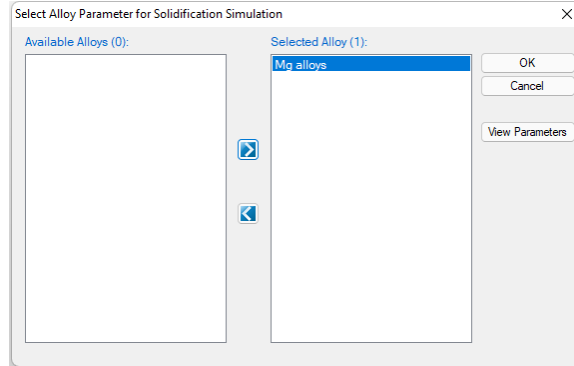 Select Alloy Parameter for Solidification Simulation
Available Alloys (0):
Selected Alloy (1):
Mg alloys
OK
Cancel
View Parameters